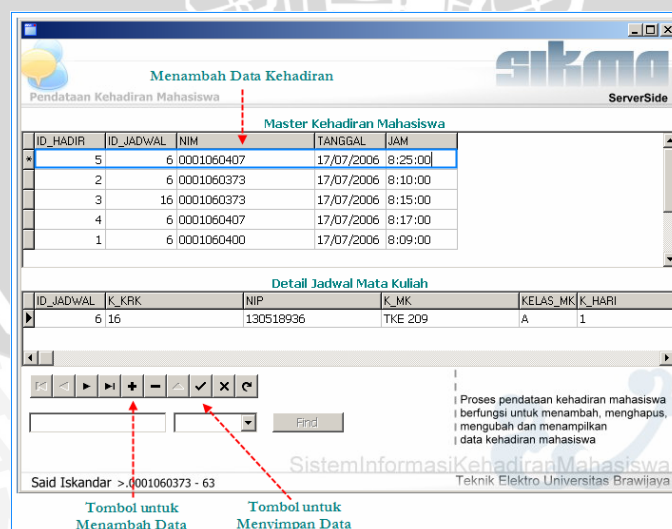 sikma
Menambah Data Kehadiran
Pendataan Kehadiran Mahasiswa
ServerSide
Master Kehadiran Mahasiswa
ID_HADIR ID_JADWAL NIM TANGGAL JAM
* 5 6 0001060407 17/07/2006 8:25:00
2 6 0001060373 17/07/2006 8:10:00
3 16 0001060373 17/07/2006 8:15:00
4 6 0001060407 17/07/2006 8:17:00
1 6 0001060400 17/07/2006 8:09:00
Detail Jadwal Mata Kuliah
ID_JADWAL K_KRK NIP K_MK KELAS_MK K_HARI
6 16 130518936 TKE 209 A 1
Find
Proses pendataan kehadiran mahasiswa
berfungsi untuk menambah, menghapus,
mengubah dan menampilkan
data kehadiran mahasiswa
SistemInformasiKehadiranMahasiswa
Said Iskandar >.0001060373 - 63
Teknik Elektro Universitas Brawijaya
Tombol untuk
Menambah Data
Tombol untuk
Menyimpan Data